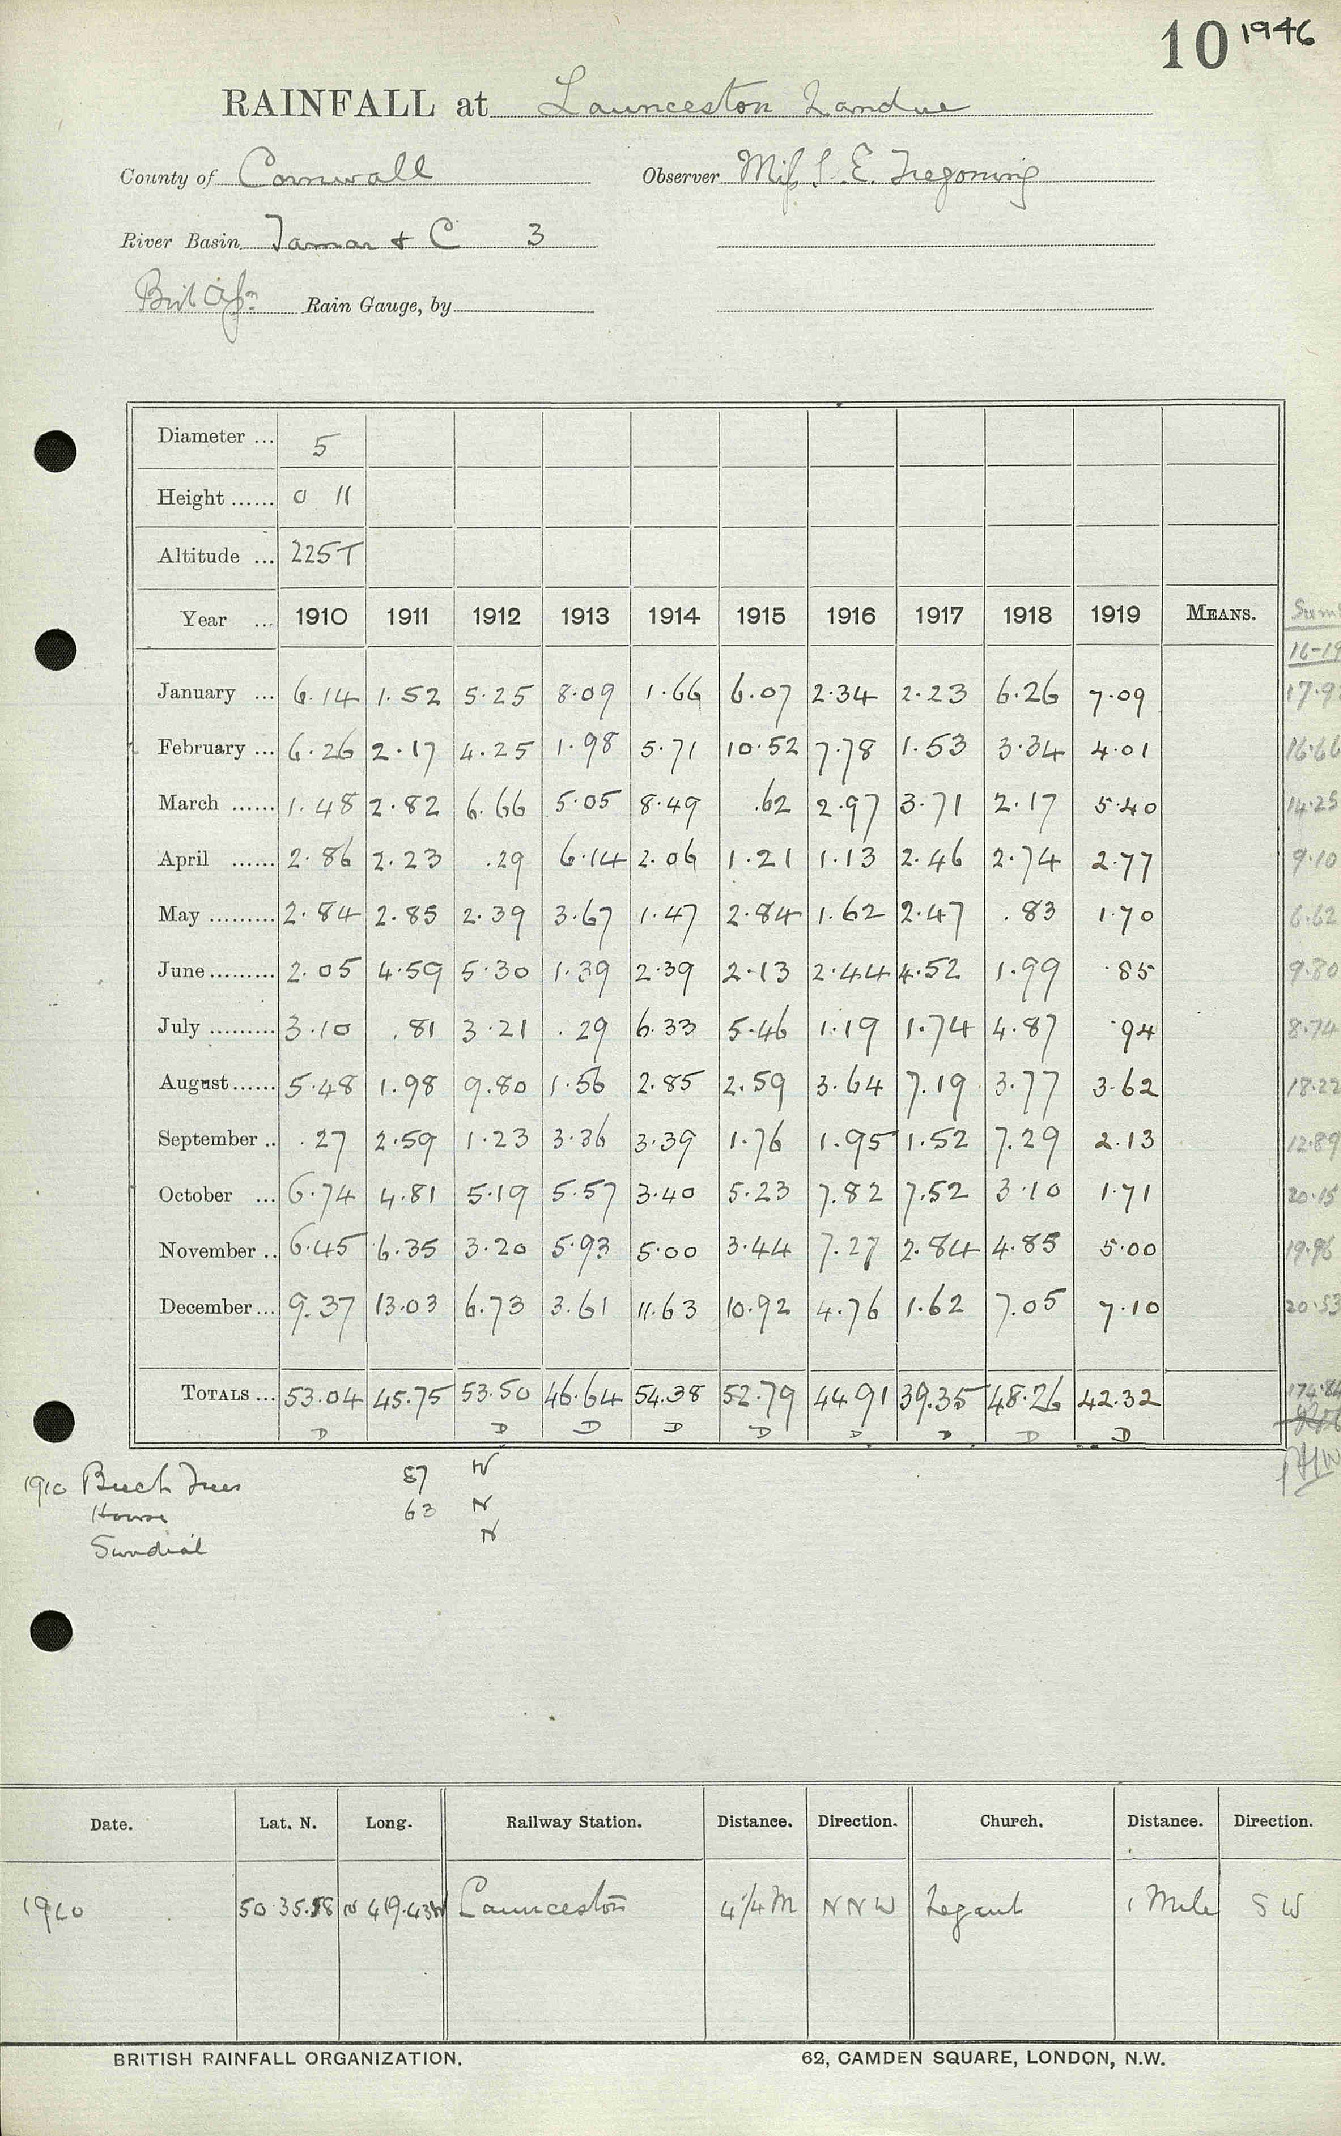 10 1946
RAINFALL at Launceston Landue
County of Cornwall Observer Miss S. E. Tregoning
River Basin Tamar & C 3
Brit Assn Rain Gauge, by
Diameter ... 5
Height ...... 0 11
Altitude ... 225 T
Year ... 1910 1911 1912 1913 1914 1915 1916 1917 1918 1919 MEANS. Sum
16-19
January ... 6.14 1.52 5.25 8.09 1.66 6.07 2.34 2.23 6.26 7.09 17.9
February ... 6.26 2.17 4.25 1.98 5.71 10.52 7.78 1.53 3.34 4.01 16.66
March ...... 1.48 2.82 6.66 5.05 8.49 .62 2.97 3.71 2.17 5.40 14.25
April ...... 2.86 2.23 .29 6.14 2.06 1.21 1.13 2.46 2.74 2.77 9.10
May ......... 2.84 2.85 2.39 3.67 1.47 2.84 1.62 2.47 .83 1.70 6.62
June ......... 2.05 4.59 5.30 1.39 2.39 2.13 2.44 4.52 1.99 .85 9.80
July ......... 3.10 .81 3.21 .29 6.33 5.46 1.19 1.74 4.87 .94 8.74
August ...... 5.48 1.98 9.80 1.56 2.85 2.59 3.64 7.19 3.77 3.62 18.22
September .. .27 2.59 1.23 3.36 3.39 1.76 1.95 1.52 7.29 2.13 12.89
October ... 6.74 4.81 5.19 5.57 3.40 5.23 7.82 7.52 3.10 1.71 20.15
November .. 6.45 6.35 3.20 5.93 5.00 3.44 7.27 2.84 4.85 5.00 19.96
December ... 9.37 13.03 6.73 3.61 11.63 10.92 4.76 1.62 7.05 7.10 20.53
TOTALS ... 53.04 45.75 53.50 46.64 54.38 52.79 44.91 39.35 48.26 42.32 174.84
D D D D D D D D D
1910 Beech Trees 57 W
House 63 N
Sundial N
Date. Lat. N. Long. Railway Station. Distance. Direction. Church. Distance. Direction.
1910 50 35.58 N 4 19.43 W Launceston 4 1/4 M NNW Lezant 1 Mile SW
BRITISH RAINFALL ORGANIZATION. 62, CAMDEN SQUARE, LONDON, N.W.